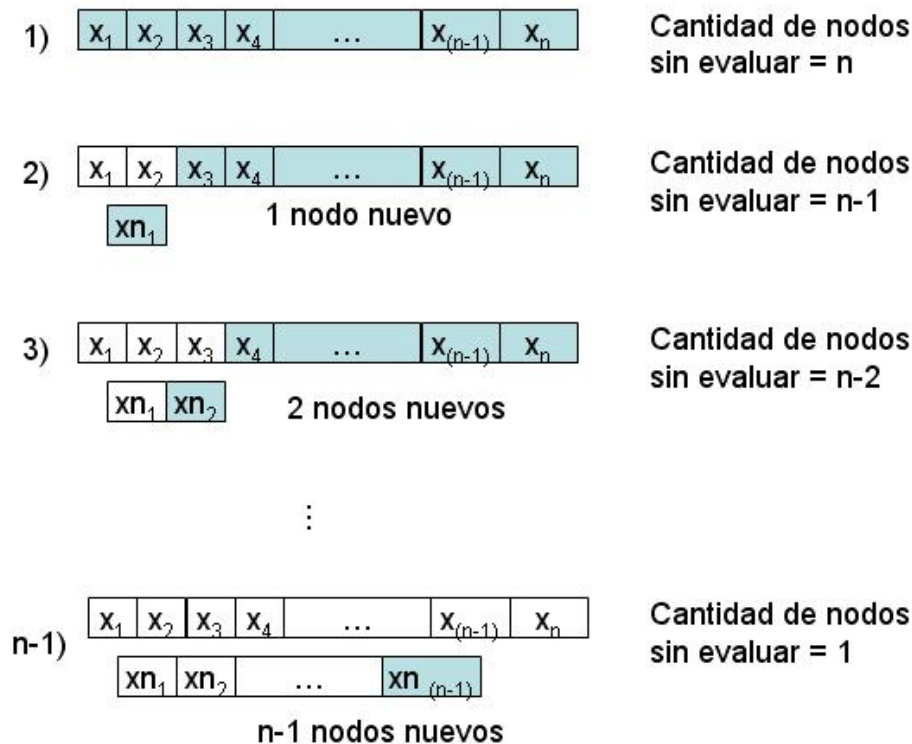 1) x₁ x₂ x₃ x₄ ... x₍ₙ₋₁₎ xₙ
Cantidad de nodos
sin evaluar = n
2) x₁ x₂ x₃ x₄ ... x₍ₙ₋₁₎ xₙ
xn₁ 1 nodo nuevo
Cantidad de nodos
sin evaluar = n-1
3) x₁ x₂ x₃ x₄ ... x₍ₙ₋₁₎ xₙ
xn₁ xn₂ 2 nodos nuevos
Cantidad de nodos
sin evaluar = n-2
⋮
n-1) x₁ x₂ x₃ x₄ ... x₍ₙ₋₁₎ xₙ
xn₁ xn₂ ... xn ₍ₙ₋₁₎
n-1 nodos nuevos
Cantidad de nodos
sin evaluar = 1